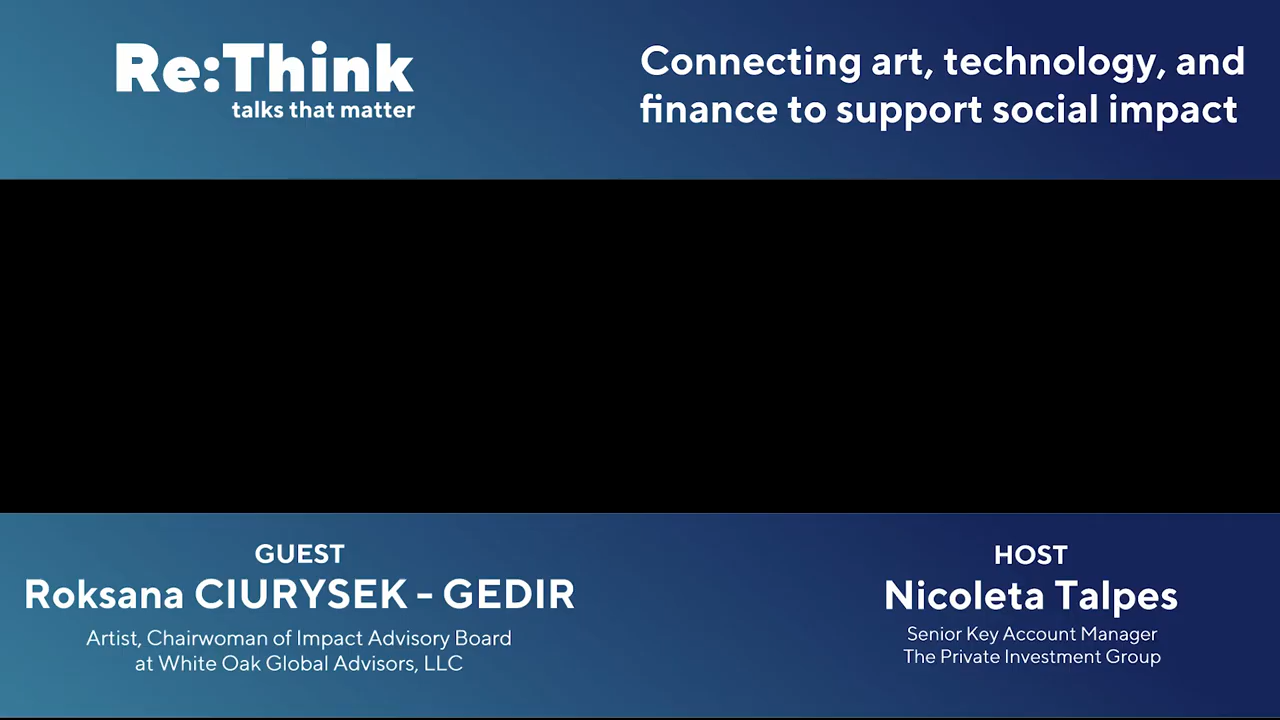 Re:Think
talks that matter
Connecting art, technology, and
finance to support social impact
GUEST
Roksana CIURYSEK - GEDIR
Artist, Chairwoman of Impact Advisory Board
at White Oak Global Advisors, LLC
HOST
Nicoleta Talpes
Senior Key Account Manager
The Private Investment Group